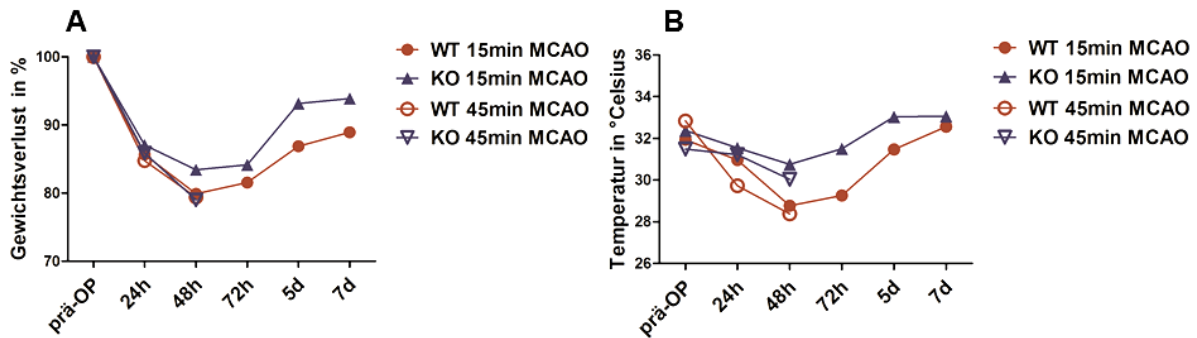 A
Gewichtsverlust in %
100
90
80
70
prä-OP
24h
48h
72h
5d
7d
WT 15min MCAO
KO 15min MCAO
WT 45min MCAO
KO 45min MCAO
B
Temperatur in °Celsius
36
34
32
30
28
26
prä-OP
24h
48h
72h
5d
7d
WT 15min MCAO
KO 15min MCAO
WT 45min MCAO
KO 45min MCAO